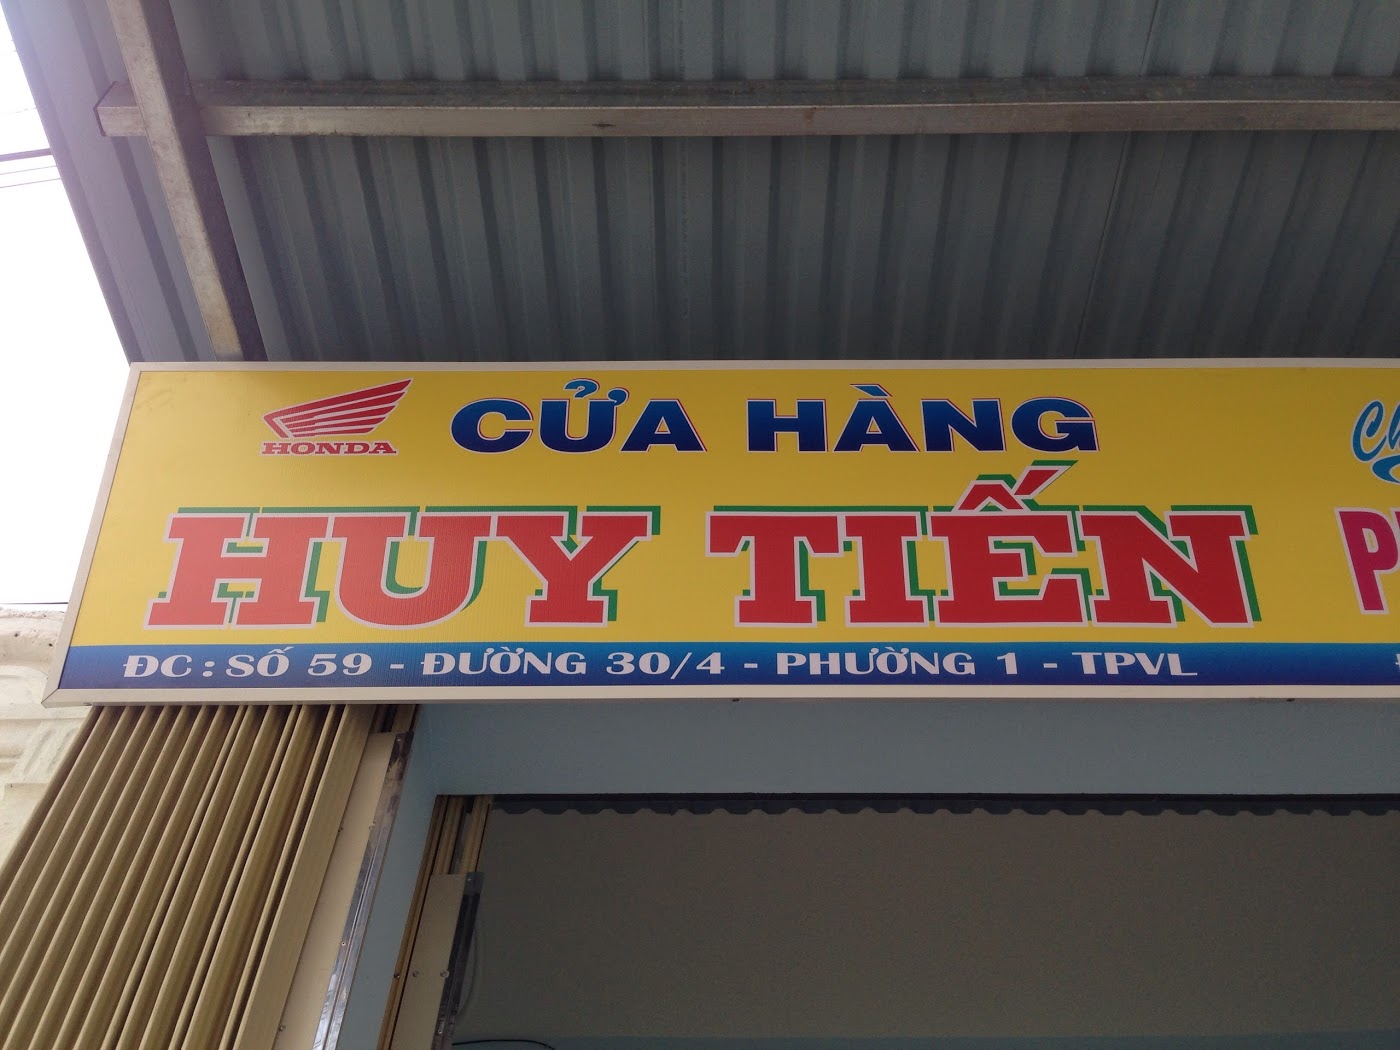 HONDA
CỬA HÀNG
HUY TIẾN
ĐC : SỐ 59 - ĐƯỜNG 30/4 - PHƯỜNG 1 - TPVL